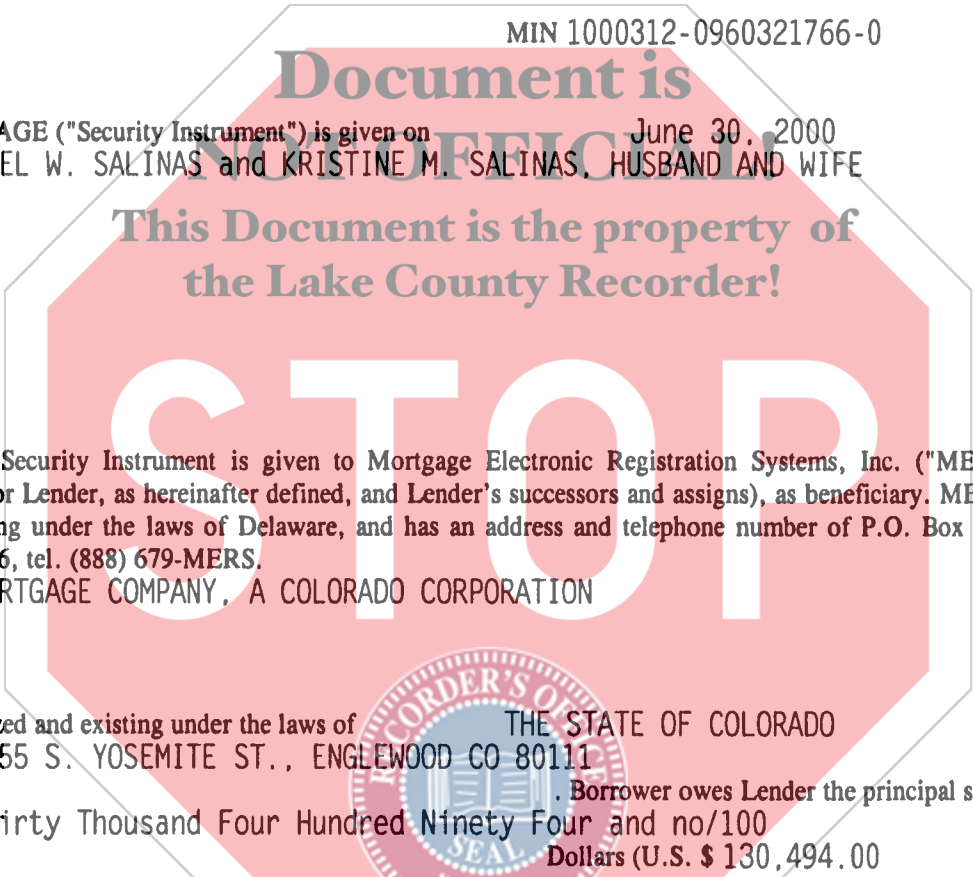 MIN 1000312-0960321766-0
Document is
AGE ("Security Instrument") is given on June 30, 2000
NOT OFFICIAL!
EL W. SALINAS and KRISTINE M. SALINAS, HUSBAND AND WIFE
This Document is the property of
the Lake County Recorder!
STOP
Security Instrument is given to Mortgage Electronic Registration Systems, Inc. ("ME
r Lender, as hereinafter defined, and Lender's successors and assigns), as beneficiary. ME
ng under the laws of Delaware, and has an address and telephone number of P.O. Box
6, tel. (888) 679-MERS.
RTGAGE COMPANY, A COLORADO CORPORATION
RECORDER'S OFFICE
ed and existing under the laws of THE STATE OF COLORADO
55 S. YOSEMITE ST., ENGLEWOOD CO 80111
. Borrower owes Lender the principal s
irty Thousand Four Hundred Ninety Four and no/100
SEAL
Dollars (U.S. $ 130,494.00